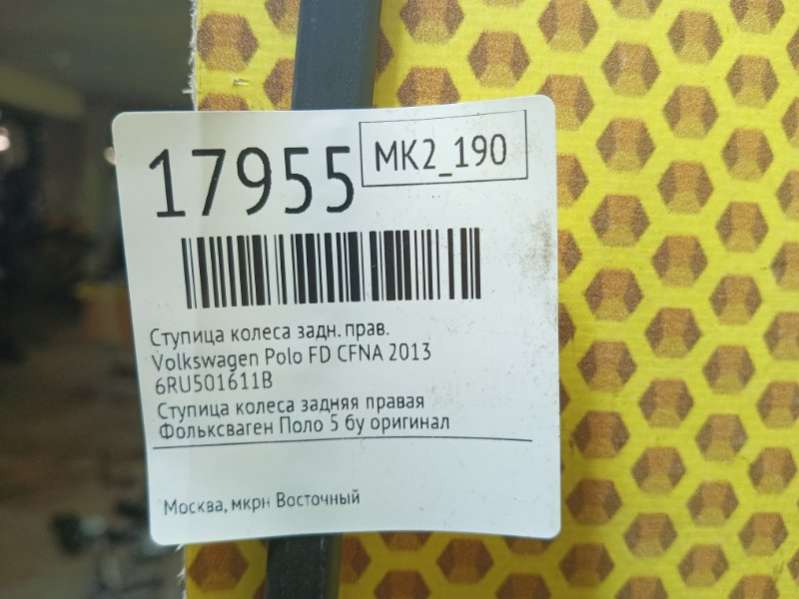 17955
MK2_190
Ступица колеса задн. прав.
Volkswagen Polo FD CFNA 2013
6RU501611B
Ступица колеса задняя правая
Фольксваген Поло 5 бу оригинал
Москва, мкрн Восточный